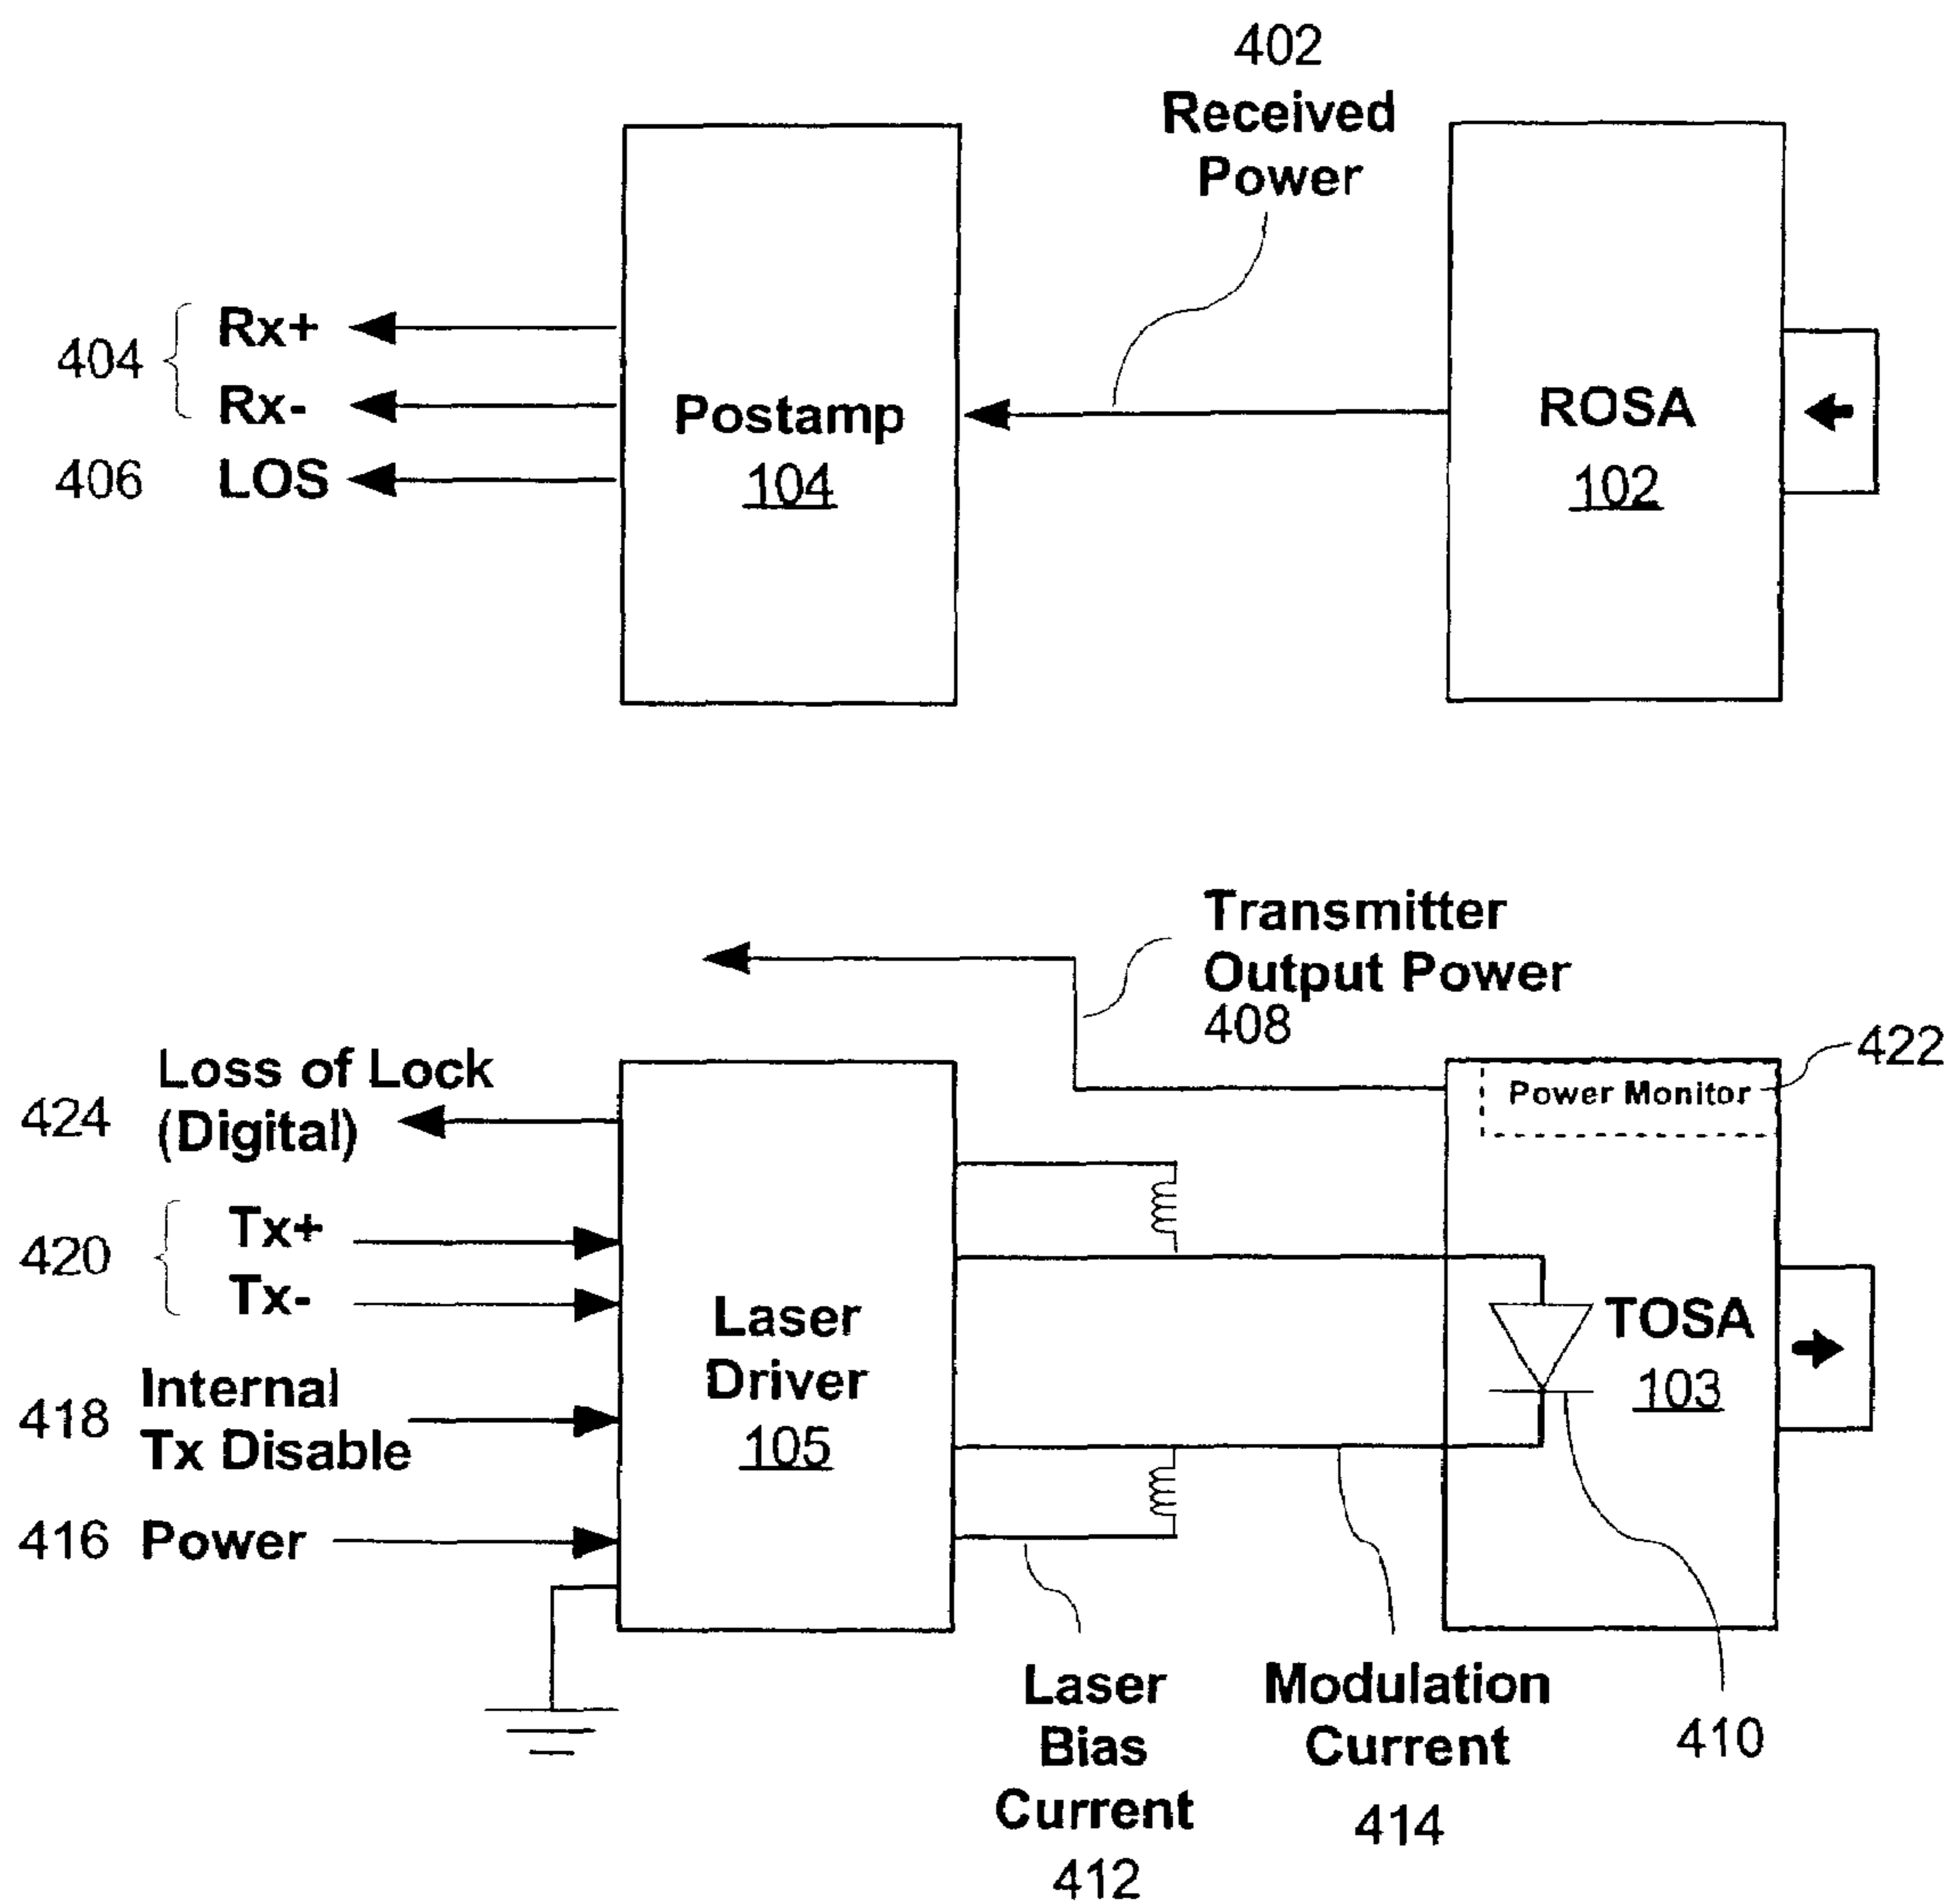 402
Received
Power
404
Rx+
Rx-
406 LOS
Postamp
104
ROSA
102
Transmitter
Output Power
408
422
Power Monitor
Loss of Lock
424
(Digital)
420
Tx+
Tx-
418
Internal
Tx Disable
416 Power
Laser
Driver
105
TOSA
103
Laser
Bias
Current
412
Modulation
Current
414
410